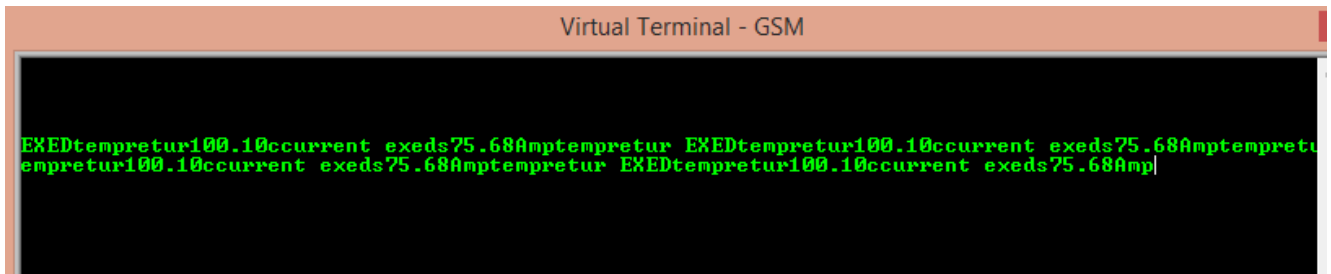 Virtual Terminal - GSM
EXEDtempretur100.10ccurrent exeds75.68Amptempretur EXEDtempretur100.10ccurrent exeds75.68Amptempretu
empretur100.10ccurrent exeds75.68Amptempretur EXEDtempretur100.10ccurrent exeds75.68Amp